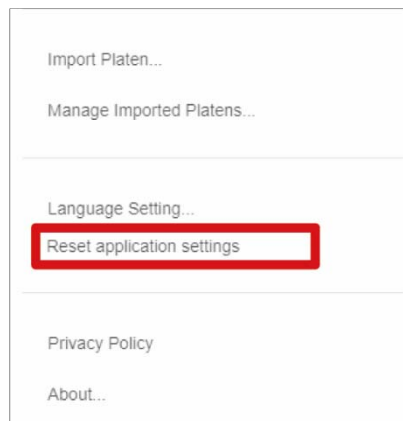 Import Platen...
Manage Imported Platens...
Language Setting...
Reset application settings
Privacy Policy
About...